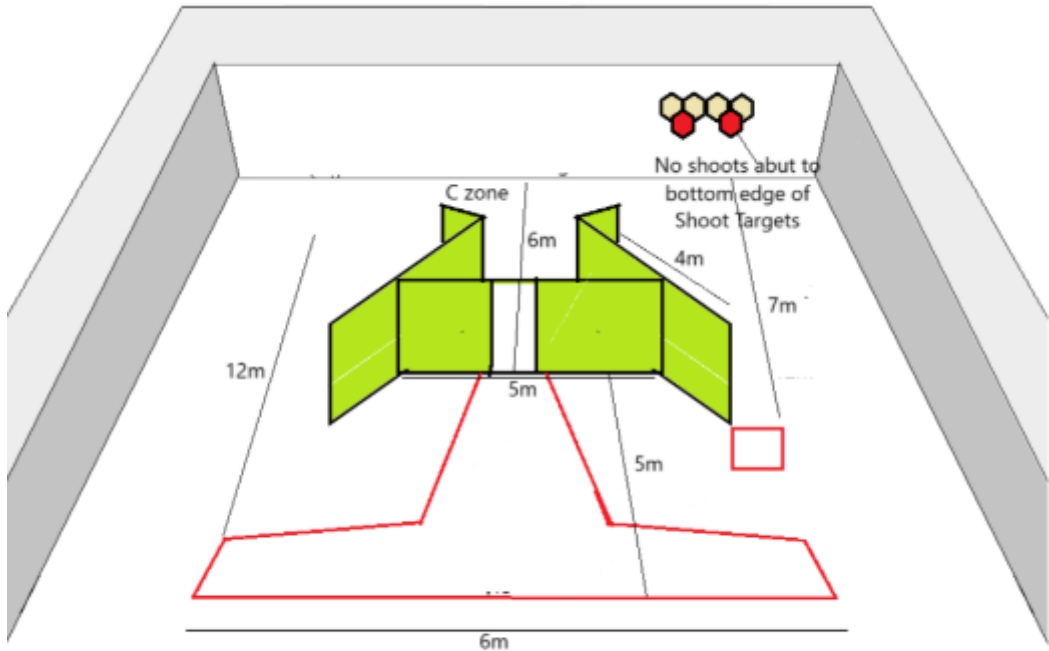 No shoots abut to
bottom edge of
Shoot Targets
C zone
6m
4m
7m
12m
5m
5m
6m